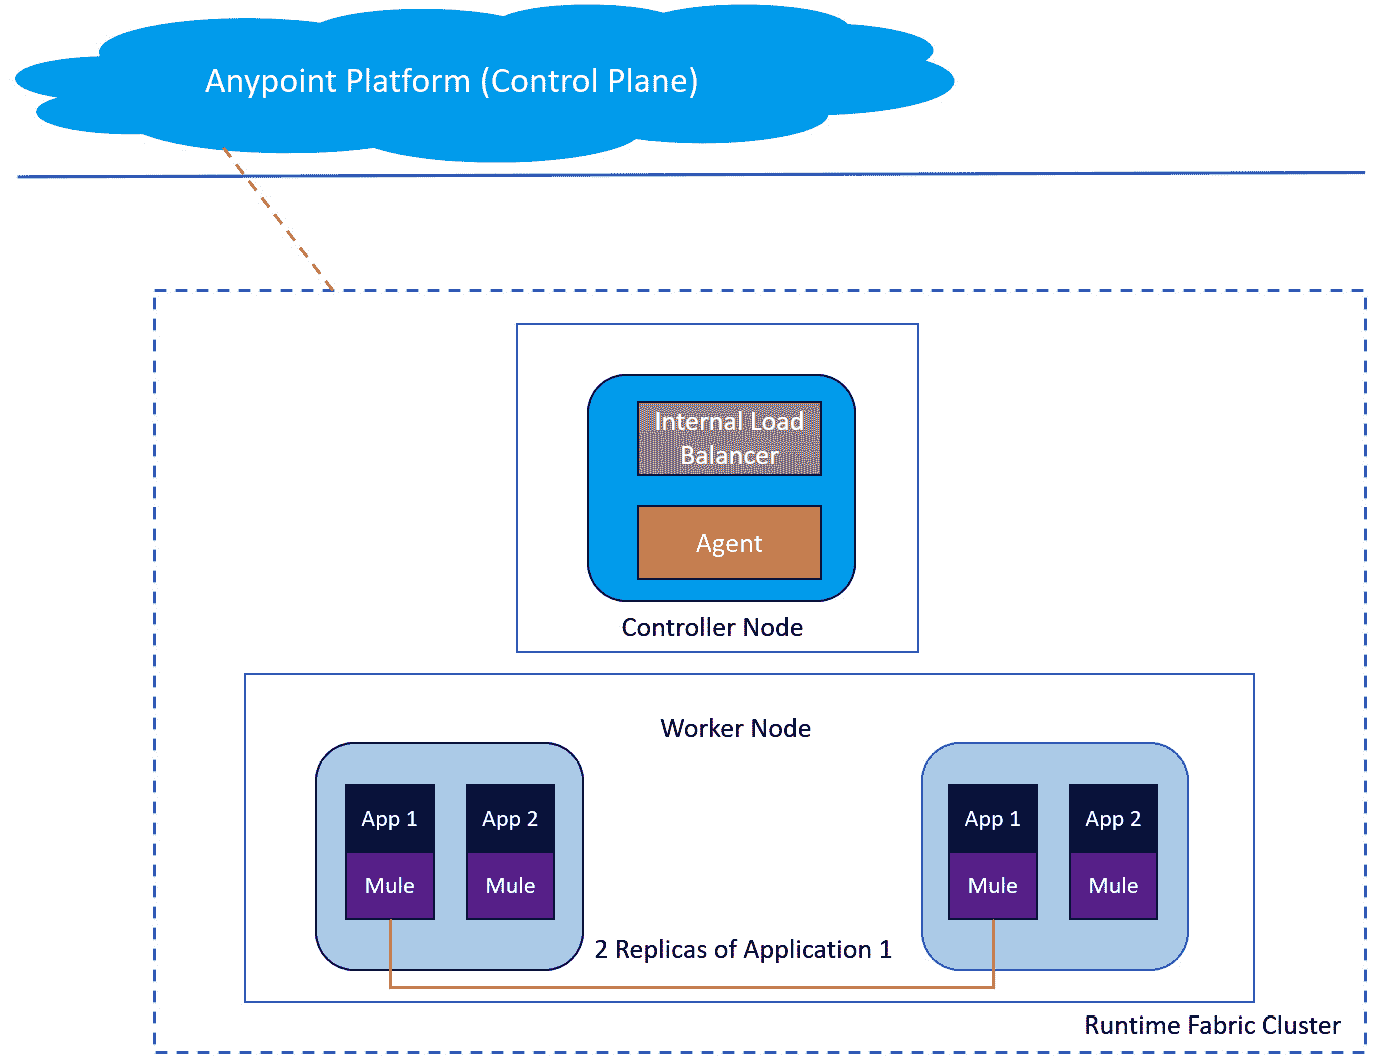 Anypoint Platform (Control Plane)
Internal Load
Balancer
Agent
Controller Node
Worker Node
App 1
App 2
App 1
App 2
Mule
Mule
Mule
Mule
2 Replicas of Application 1
Runtime Fabric Cluster